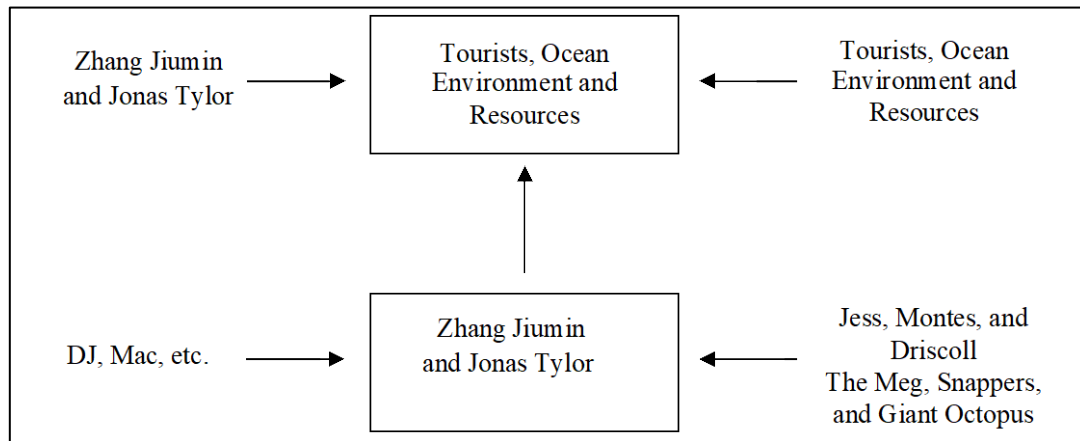 Zhang Jiumin
and Jonas Tylor
Tourists, Ocean
Environment and
Resources
Tourists, Ocean
Environment and
Resources
DJ, Mac, etc.
Zhang Jiumin
and Jonas Tylor
Jess, Montes, and
Driscoll
The Meg, Snappers,
and Giant Octopus